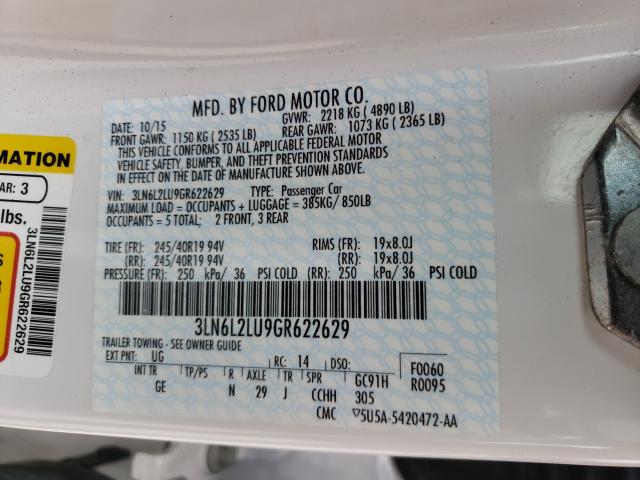 MFD. BY FORD MOTOR CO.
DATE: 10/15 GVWR: 2218 KG ( 4890 LB)
FRONT GAWR: 1150 KG ( 2535 LB) REAR GAWR: 1073 KG ( 2365 LB)
THIS VEHICLE CONFORMS TO ALL APPLICABLE FEDERAL MOTOR
VEHICLE SAFETY, BUMPER, AND THEFT PREVENTION STANDARDS
IN EFFECT ON THE DATE OF MANUFACTURE SHOWN ABOVE.
VIN: 3LN6L2LU9GR622629 TYPE: Passenger Car
MAXIMUM LOAD = OCCUPANTS + LUGGAGE = 385KG/ 850LB
OCCUPANTS = 5 TOTAL; 2 FRONT, 3 REAR
TIRE (FR): 245/40R19 94V RIMS (FR): 19x8.0J
(RR): 245/40R19 94V (RR): 19x8.0J
PRESSURE (FR): 250 kPa/ 36 PSI COLD (RR): 250 kPa/ 36 PSI COLD
3LN6L2LU9GR622629
TRAILER TOWING - SEE OWNER GUIDE
EXT PNT: UG RC: 14 DSO: F0060
INT TR TP/PS R AXLE TR SPR GC91H R0095
GE N 29 J CCHH 305
CMC ▽5U5A-5420472-AA
RMATION
AR: 3
lbs.
3LN6L2LU9GR622629